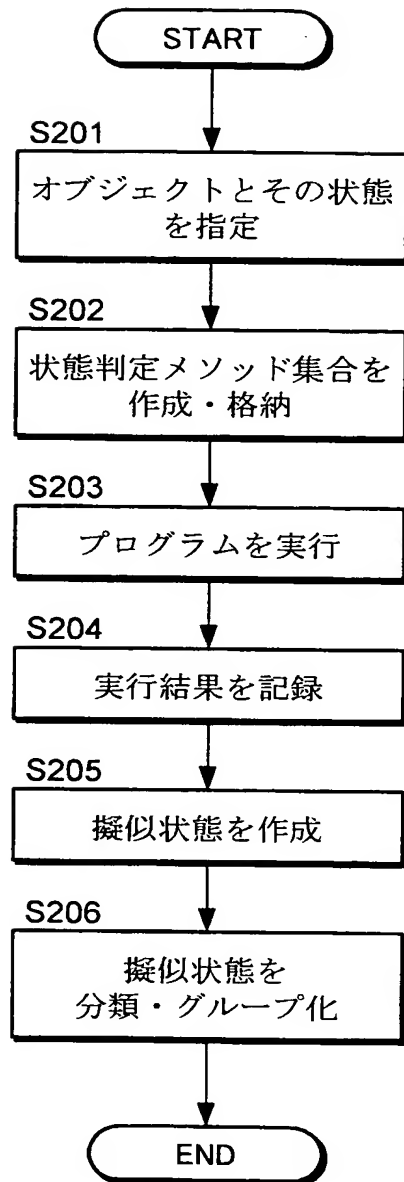 START
S201
オブジェクトとその状態
を指定
S202
状態判定メソッド集合を
作成・格納
S203
プログラムを実行
S204
実行結果を記録
S205
擬似状態を作成
S206
擬似状態を
分類・グループ化
END